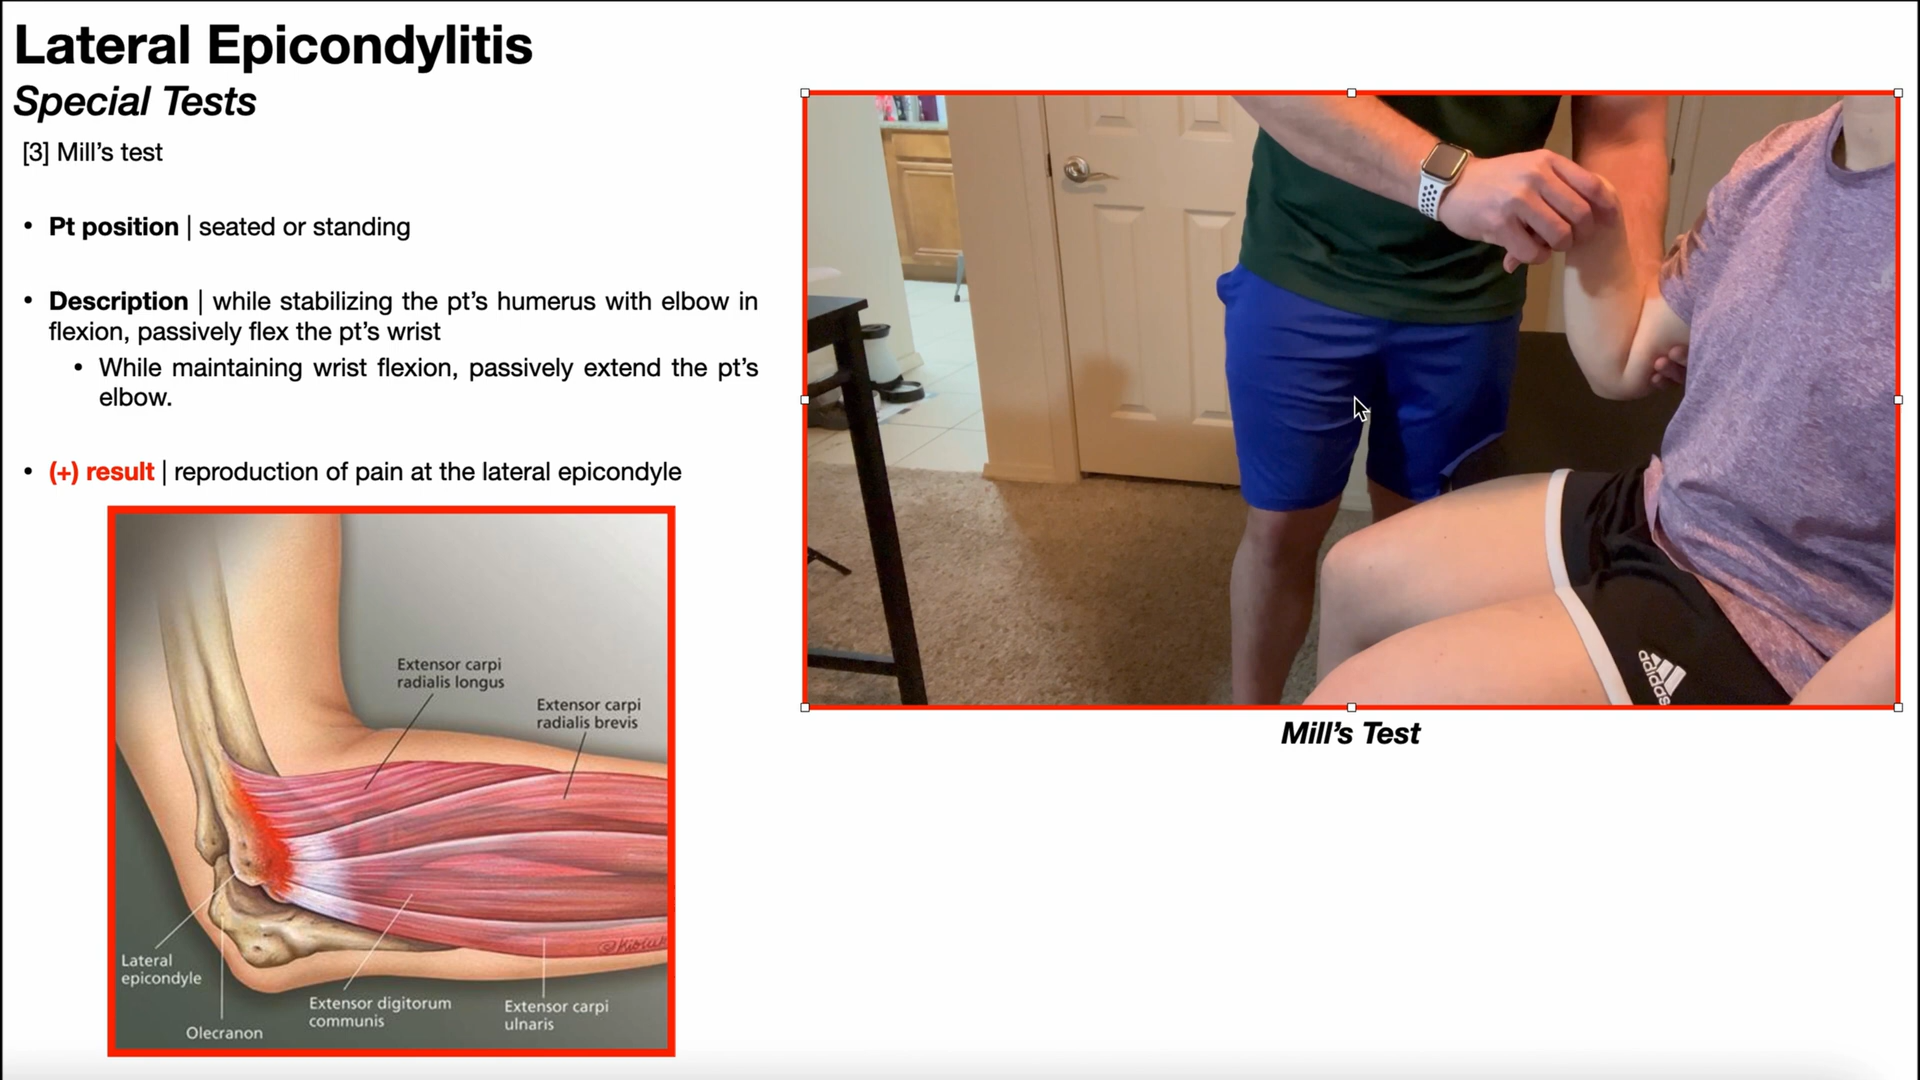 Lateral Epicondylitis
Special Tests
[3] Mill's test
• Pt position | seated or standing
• Description | while stabilizing the pt's humerus with elbow in
flexion, passively flex the pt's wrist
• While maintaining wrist flexion, passively extend the pt's
elbow.
• (+) result | reproduction of pain at the lateral epicondyle
Extensor carpi
radialis longus
Extensor carpi
radialis brevis
Lateral
epicondyle
Olecranon
Extensor digitorum
communis
Extensor carpi
ulnaris
adidas
Mill's Test